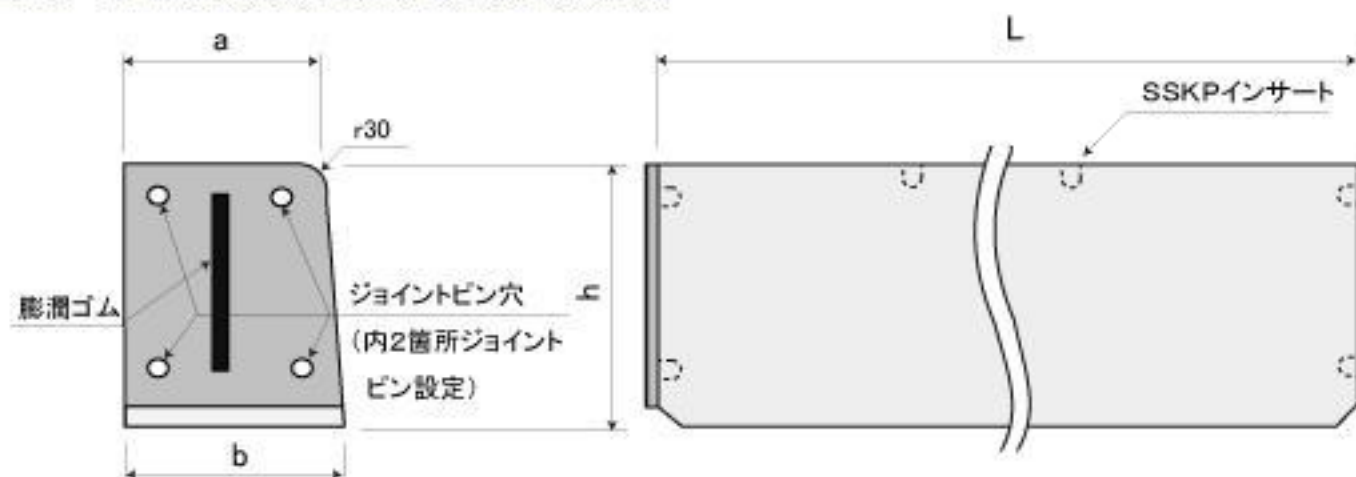 a
L
SSKPインサート
r30
膨潤ゴム
ジョイントピン穴
h
(内2箇所ジョイント
ピン設定)
b